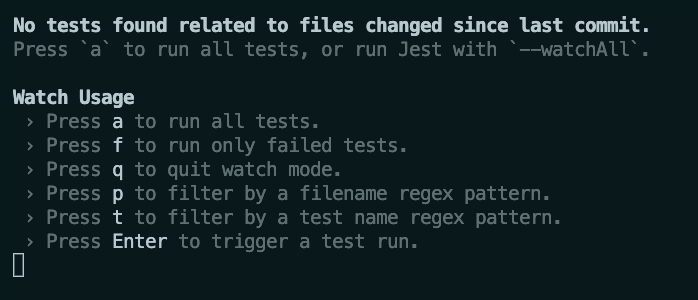 No tests found related to files changed since last commit.
Press `a` to run all tests, or run Jest with `--watchAll`.
Watch Usage
› Press a to run all tests.
› Press f to run only failed tests.
› Press q to quit watch mode.
› Press p to filter by a filename regex pattern.
› Press t to filter by a test name regex pattern.
› Press Enter to trigger a test run.